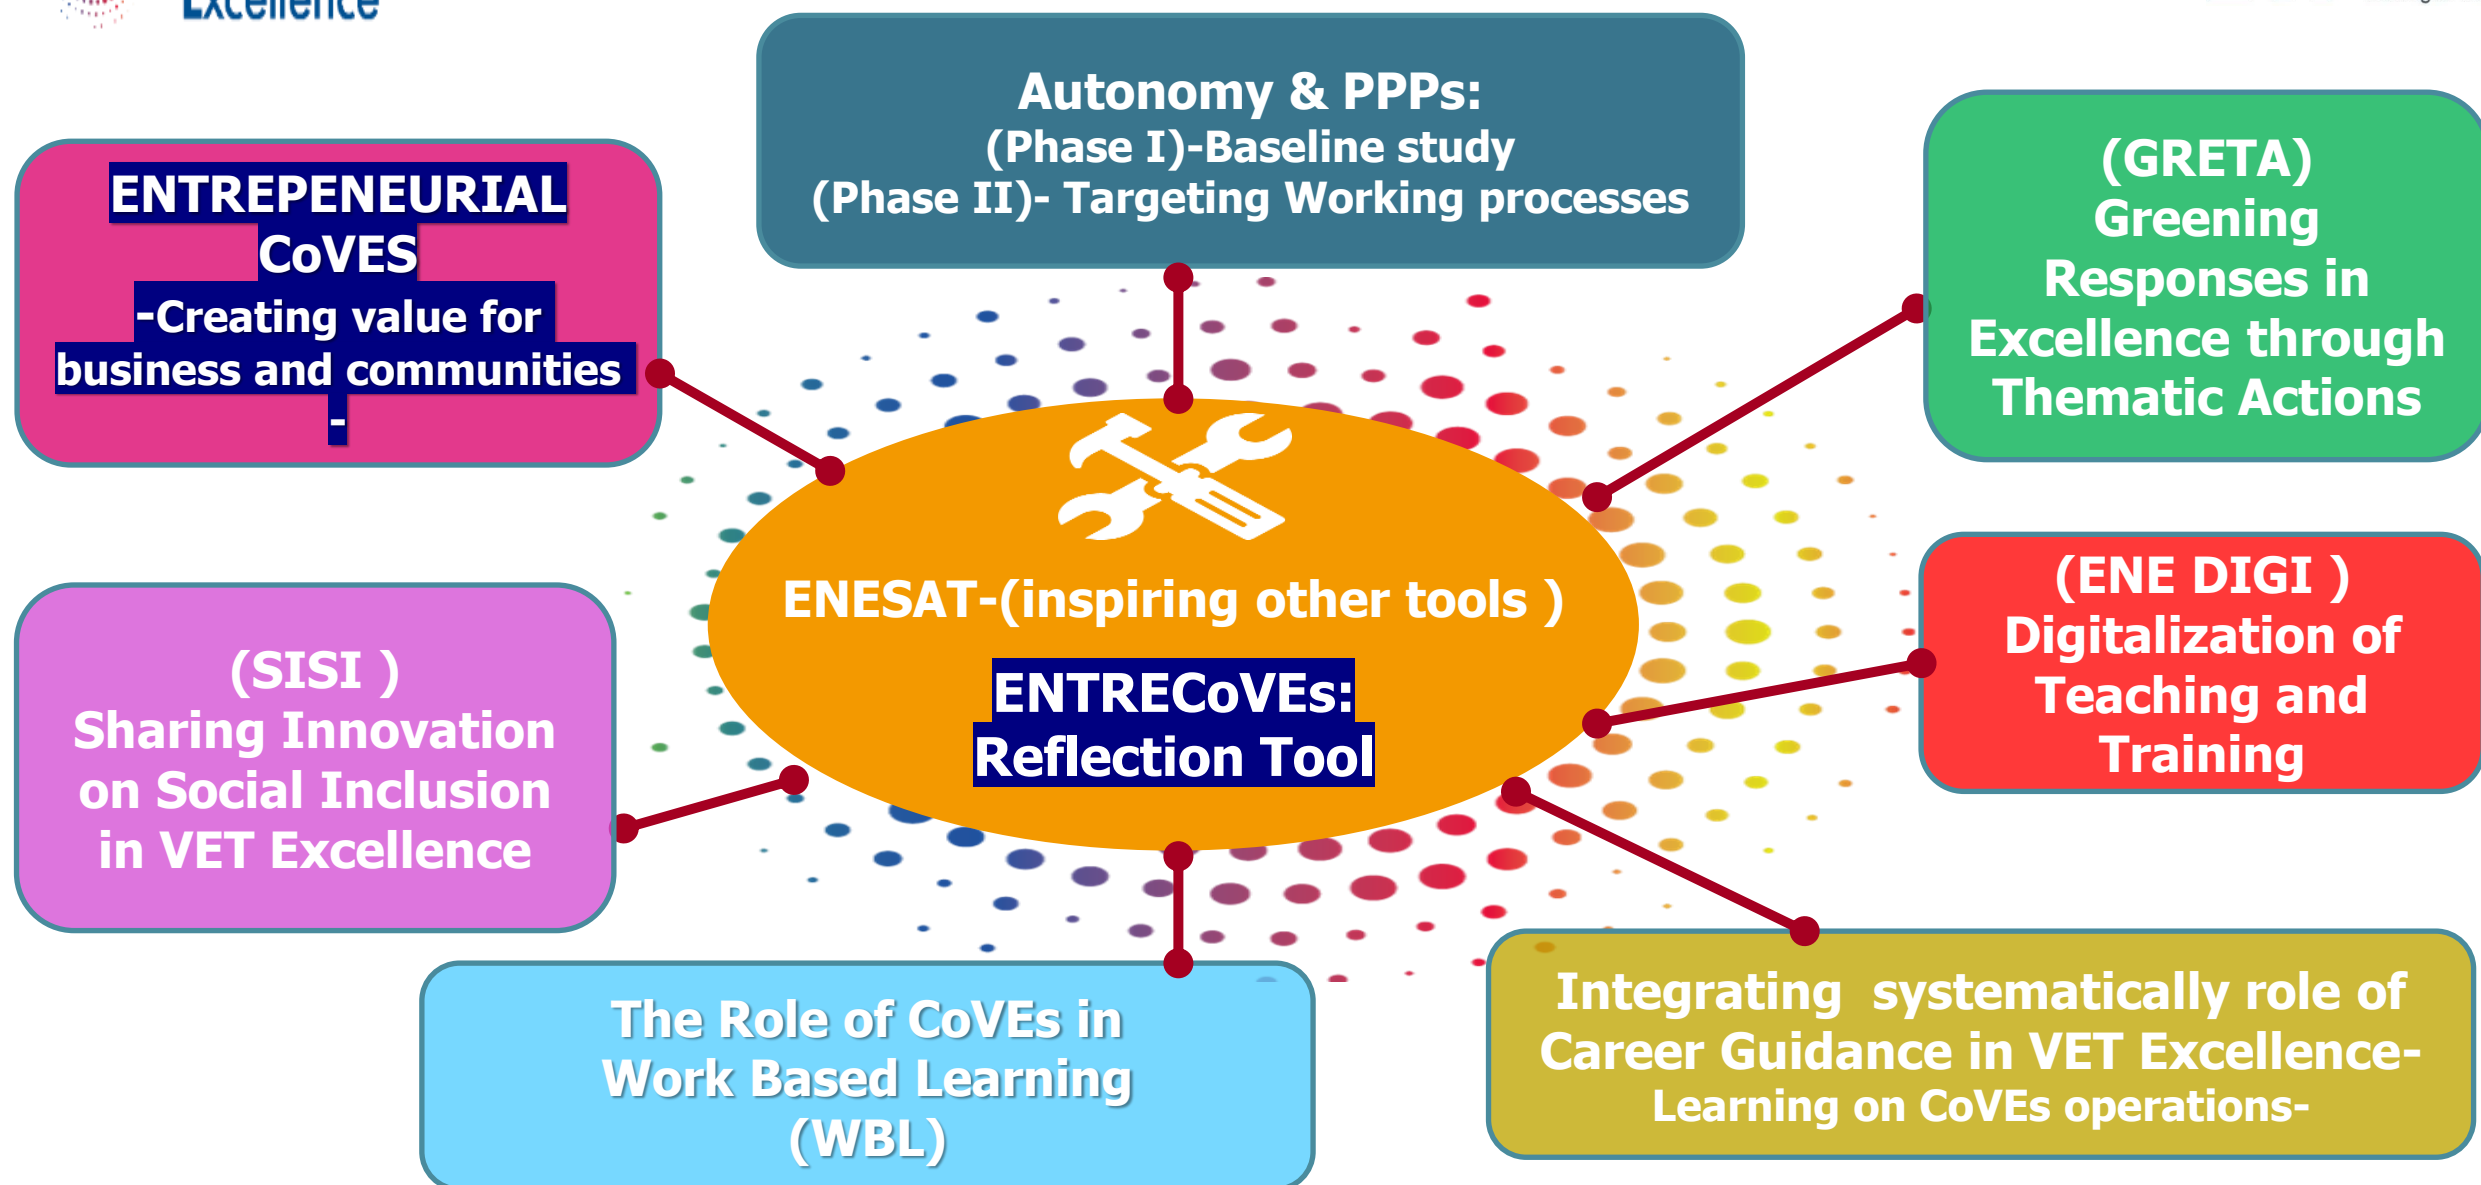 Excellence
Autonomy & PPPs:
(Phase I)-Baseline study
(Phase II)- Targeting Working processes
ENTREPENEURIAL
CoVES
-Creating value for
business and communities
-
(GRETA)
Greening
Responses in
Excellence through
Thematic Actions
ENESAT-(inspiring other tools )
ENTRECoVEs:
Reflection Tool
(ENE DIGI )
Digitalization of
Teaching and
Training
(SISI )
Sharing Innovation
on Social Inclusion
in VET Excellence
The Role of CoVEs in
Work Based Learning
(WBL)
Integrating  systematically role of
Career Guidance in VET Excellence-
Learning on CoVEs operations-